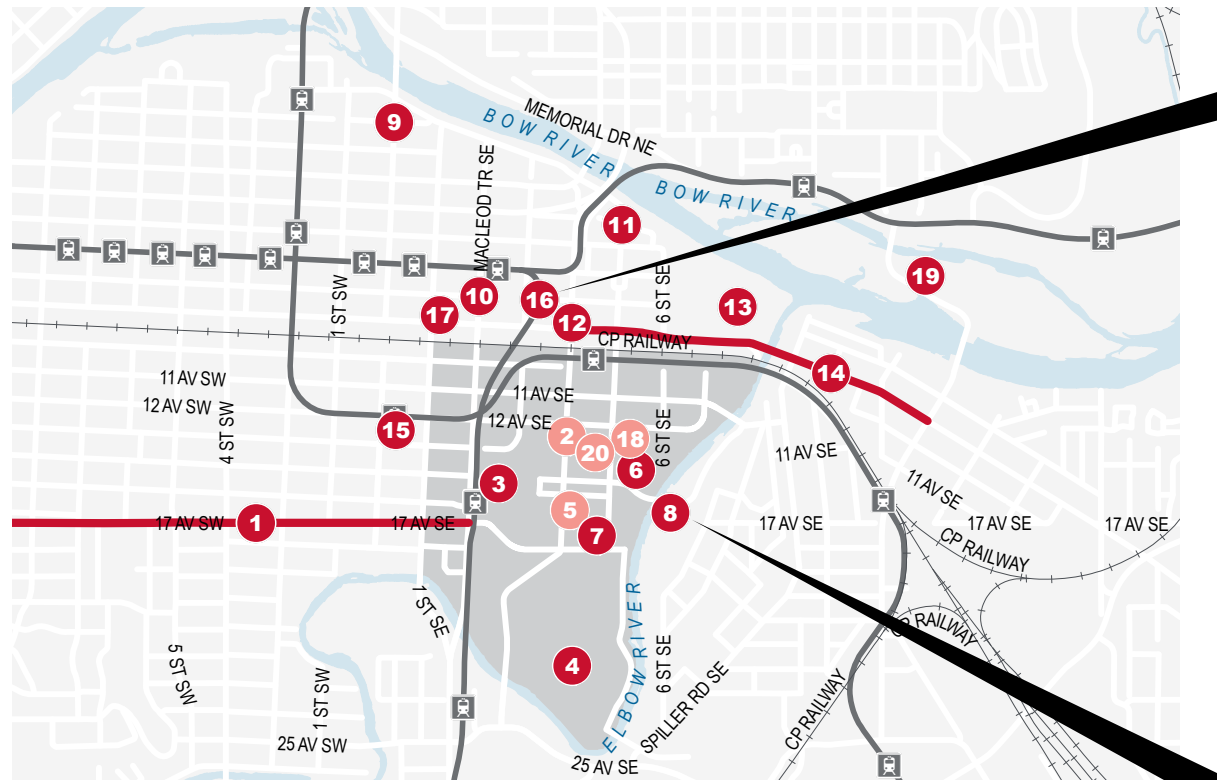 9
MEMORIAL DR NE
BOW RIVER
BOW RIVER
MACLEOD TR SE
11
19
10
16
17
12
13
6 ST SE
1 ST SW
CP RAILWAY
14
11 AV SW
12 AV SW
4 ST SW
15
11 AV SE
12 AV SE
2
20
18
6
6 ST SE
11 AV SE
11 AV SE
3
5
7
8
17 AV SW
1
17 AV SE
17 AV SE
17 AV SE
17 AV SE
CP RAILWAY
1 ST SE
ELBOW RIVER
4
6 ST SE
CP RAILWAY
5 ST SW
1 ST SW
SPILLER RD SE
CP RAILWAY
25 AV SW
25 AV SE